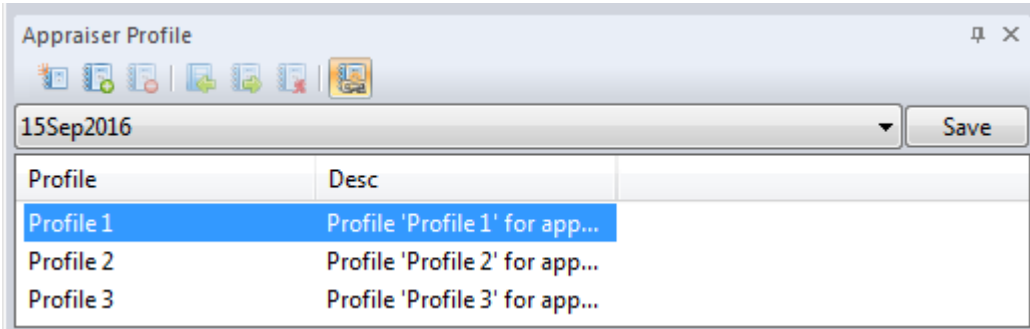 Appraiser Profile
15Sep2016 Save
Profile Desc
Profile 1 Profile 'Profile 1' for app...
Profile 2 Profile 'Profile 2' for app...
Profile 3 Profile 'Profile 3' for app...